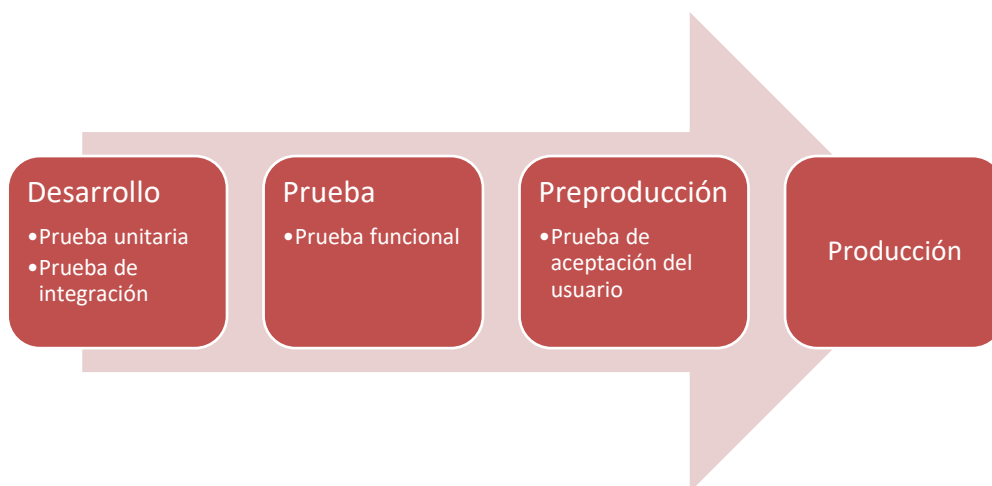 Desarrollo
•Prueba unitaria
•Prueba de
integración
Prueba
•Prueba funcional
Preproducción
•Prueba de
aceptación del
usuario
Producción